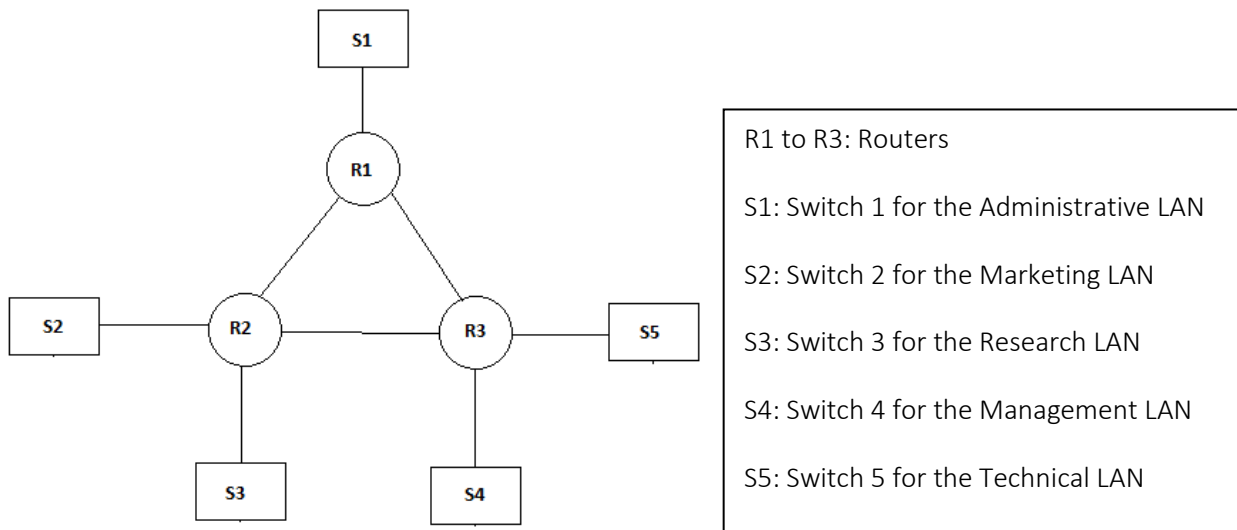 S1
R1
S2
R2
R3
S5
S3
S4
R1 to R3: Routers
S1: Switch 1 for the Administrative LAN
S2: Switch 2 for the Marketing LAN
S3: Switch 3 for the Research LAN
S4: Switch 4 for the Management LAN
S5: Switch 5 for the Technical LAN